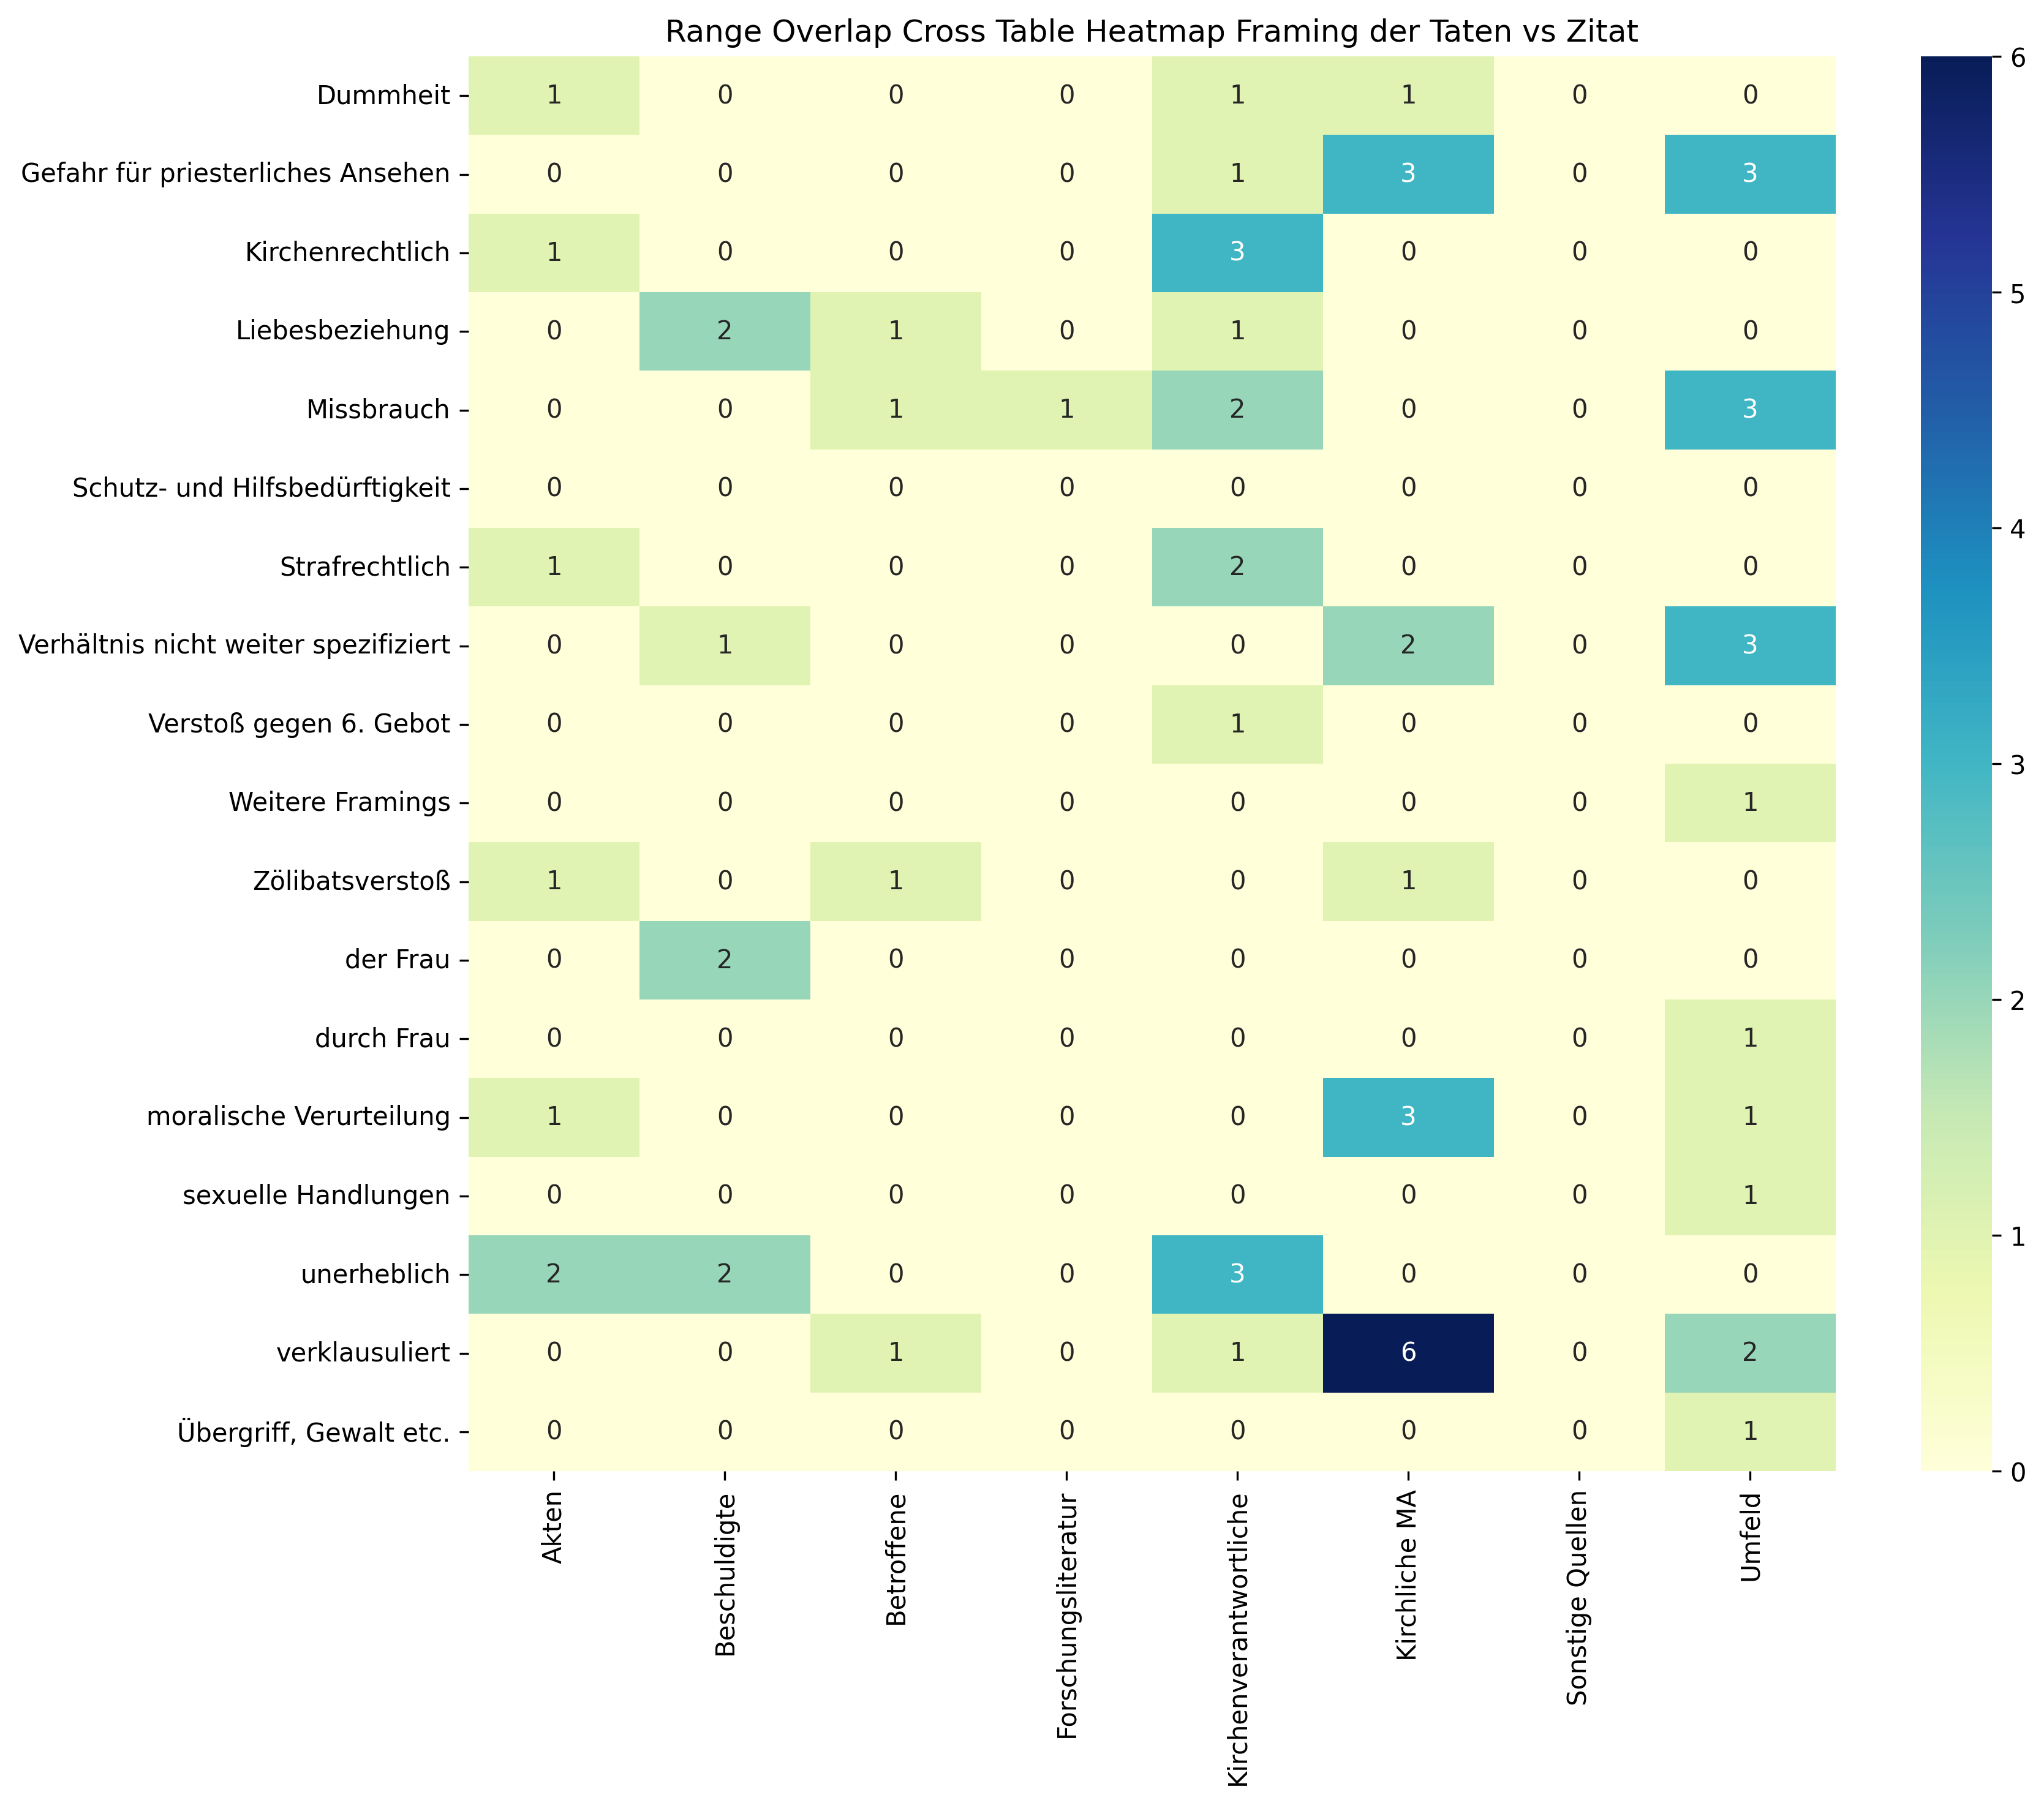 Range Overlap Cross Table Heatmap Framing der Taten vs Zitat
Dummheit 1 0 0 0 1 1 0 0
Gefahr für priesterliches Ansehen 0 0 0 0 1 3 0 3
Kirchenrechtlich 1 0 0 0 3 0 0 0
Liebesbeziehung 0 2 1 0 1 0 0 0
Missbrauch 0 0 1 1 2 0 0 3
Schutz- und Hilfsbedürftigkeit 0 0 0 0 0 0 0 0
Strafrechtlich 1 0 0 0 2 0 0 0
Verhältnis nicht weiter spezifiziert 0 1 0 0 0 2 0 3
Verstoß gegen 6. Gebot 0 0 0 0 1 0 0 0
Weitere Framings 0 0 0 0 0 0 0 1
Zölibatsverstoß 1 0 1 0 0 1 0 0
der Frau 0 2 0 0 0 0 0 0
durch Frau 0 0 0 0 0 0 0 1
moralische Verurteilung 1 0 0 0 0 3 0 1
sexuelle Handlungen 0 0 0 0 0 0 0 1
unerheblich 2 2 0 0 3 0 0 0
verklausuliert 0 0 1 0 1 6 0 2
Übergriff, Gewalt etc. 0 0 0 0 0 0 0 1
Akten
Beschuldigte
Betroffene
Forschungsliteratur
Kirchenverantwortliche
Kirchliche MA
Sonstige Quellen
Umfeld
6
5
4
3
2
1
0